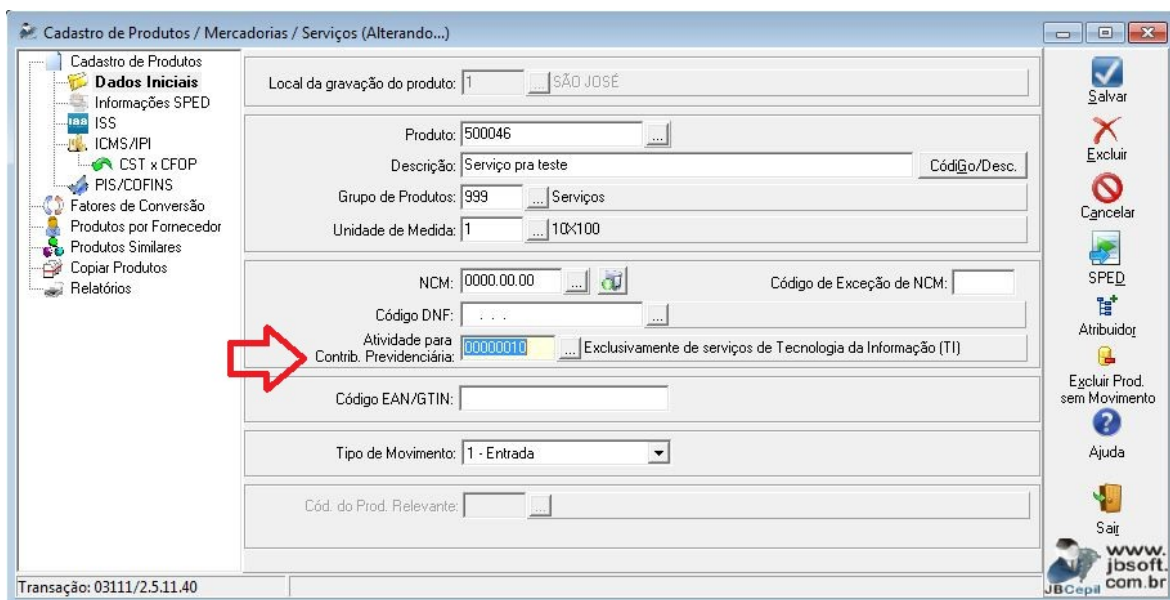 Cadastro de Produtos / Mercadorias / Serviços (Alterando...)
Cadastro de Produtos
Dados Iniciais
Informações SPED
ISS
ICMS/IPI
CST x CFOP
PIS/COFINS
Fatores de Conversão
Produtos por Fornecedor
Produtos Similares
Copiar Produtos
Relatórios
Local da gravação do produto: 1 ... SÃO JOSÉ
Produto: 500046 ...
Descrição: Serviço pra teste CódiGo/Desc.
Grupo de Produtos: 999 ... Serviços
Unidade de Medida: 1 ... 10X100
NCM: 0000.00.00 ... Código de Exceção de NCM:
Código DNF: . . . ...
Atividade para
Contrib. Previdenciária: 00000010 ... Exclusivamente de serviços de Tecnologia da Informação (TI)
Código EAN/GTIN:
Tipo de Movimento: 1 - Entrada
Cód. do Prod. Relevante: ...
Salvar
Excluir
Cancelar
SPED
Atribuidor
Excluir Prod.
sem Movimento
Ajuda
Sair
www.
jbsoft.
com.br
JBCepil
Transação: 03111/2.5.11.40